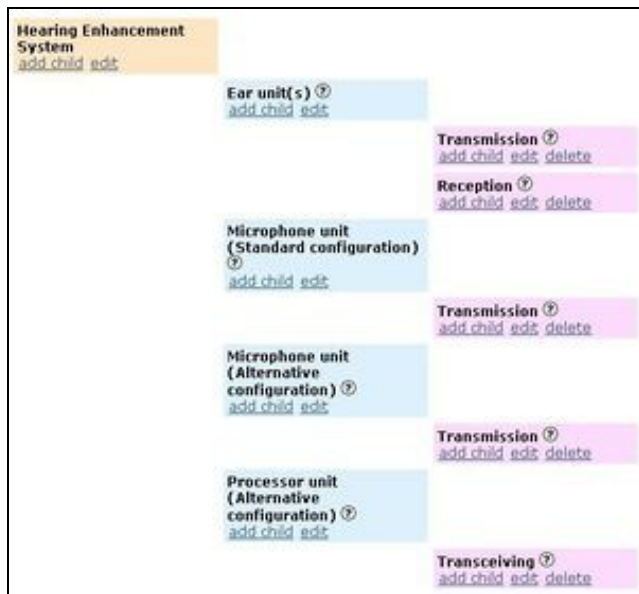 Hearing Enhancement
System
add child edit
Ear unit(s) ?
add child edit
Transmission ?
add child edit delete
Reception ?
add child edit delete
Microphone unit
(Standard configuration)
?
add child edit
Transmission ?
add child edit delete
Microphone unit
(Alternative
configuration) ?
add child edit
Transmission ?
add child edit delete
Processor unit
(Alternative
configuration) ?
add child edit
Transceiving ?
add child edit delete